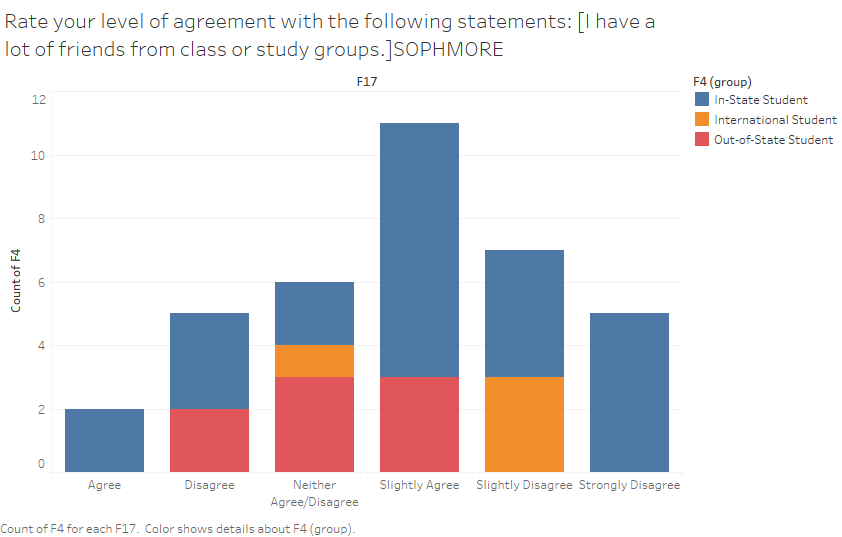 Rate your level of agreement with the following statements: [I have a
lot of friends from class or study groups.]SOPHMORE
F17
F4 (group)
In-State Student
International Student
Out-of-State Student
12
10
8
6
4
2
0
Count of F4
Agree
Disagree
Neither
Agree/Disagree
Slightly Agree
Slightly Disagree
Strongly Disagree
Count of F4 for each F17.  Color shows details about F4 (group).